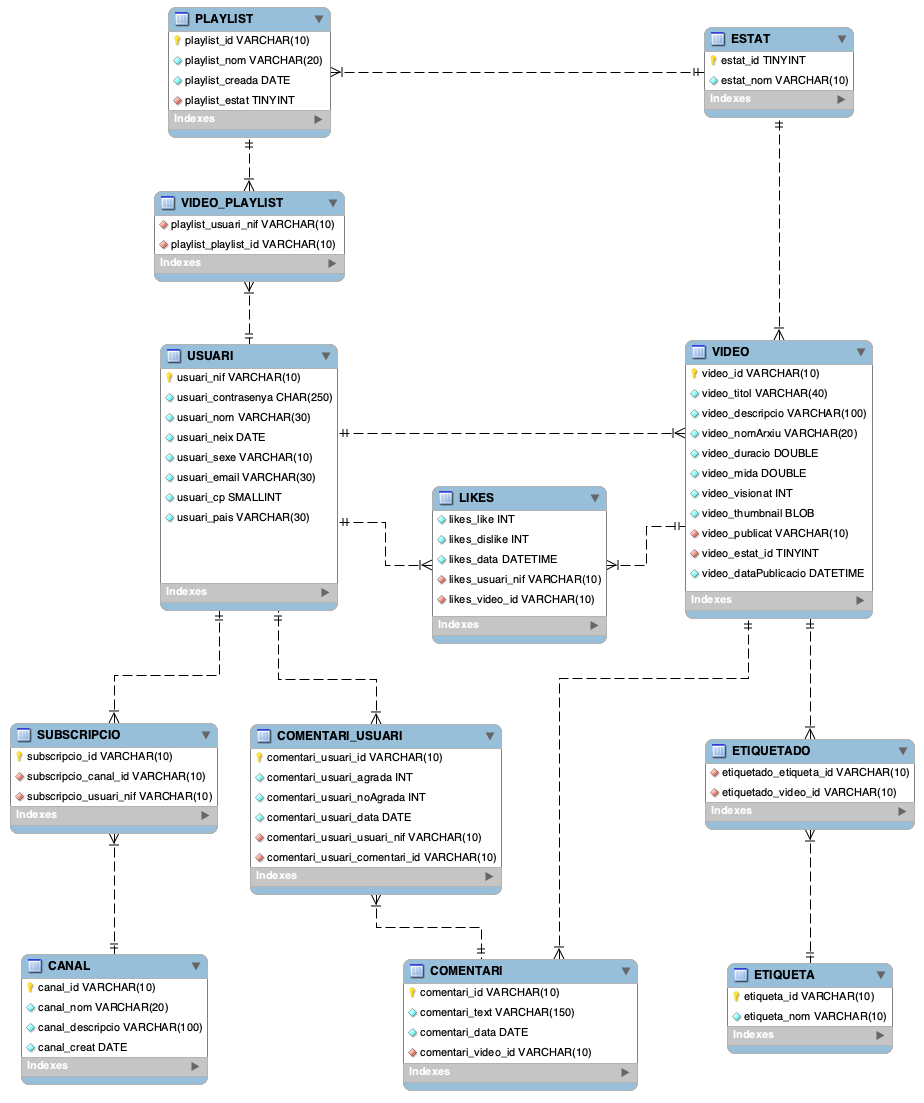 PLAYLIST
playlist_id VARCHAR(10)
playlist_nom VARCHAR(20)
playlist_creada DATE
playlist_estat TINYINT
Indexes
ESTAT
estat_id TINYINT
estat_nom VARCHAR(10)
Indexes
VIDEO_PLAYLIST
playlist_usuari_nif VARCHAR(10)
playlist_playlist_id VARCHAR(10)
Indexes
USUARI
usuari_nif VARCHAR(10)
usuari_contrasenya CHAR(250)
usuari_nom VARCHAR(30)
usuari_neix DATE
usuari_sexe VARCHAR(10)
usuari_email VARCHAR(30)
usuari_cp SMALLINT
usuari_pais VARCHAR(30)
Indexes
VIDEO
video_id VARCHAR(10)
video_titol VARCHAR(40)
video_descripcio VARCHAR(100)
video_nomArxiu VARCHAR(20)
video_duracio DOUBLE
video_mida DOUBLE
video_visionat INT
video_thumbnail BLOB
video_publicat VARCHAR(10)
video_estat_id TINYINT
video_dataPublicacio DATETIME
Indexes
LIKES
likes_like INT
likes_dislike INT
likes_data DATETIME
likes_usuari_nif VARCHAR(10)
likes_video_id VARCHAR(10)
Indexes
SUBSCRIPCIO
subscripcio_id VARCHAR(10)
subscripcio_canal_id VARCHAR(10)
subscripcio_usuari_nif VARCHAR(10)
Indexes
COMENTARI_USUARI
comentari_usuari_id VARCHAR(10)
comentari_usuari_agrada INT
comentari_usuari_noAgrada INT
comentari_usuari_data DATE
comentari_usuari_usuari_nif VARCHAR(10)
comentari_usuari_comentari_id VARCHAR(10)
Indexes
ETIQUETADO
etiquetado_etiqueta_id VARCHAR(10)
etiquetado_video_id VARCHAR(10)
Indexes
CANAL
canal_id VARCHAR(10)
canal_nom VARCHAR(20)
canal_descripcio VARCHAR(100)
canal_creat DATE
Indexes
COMENTARI
comentari_id VARCHAR(10)
comentari_text VARCHAR(150)
comentari_data DATE
comentari_video_id VARCHAR(10)
Indexes
ETIQUETA
etiqueta_id VARCHAR(10)
etiqueta_nom VARCHAR(10)
Indexes